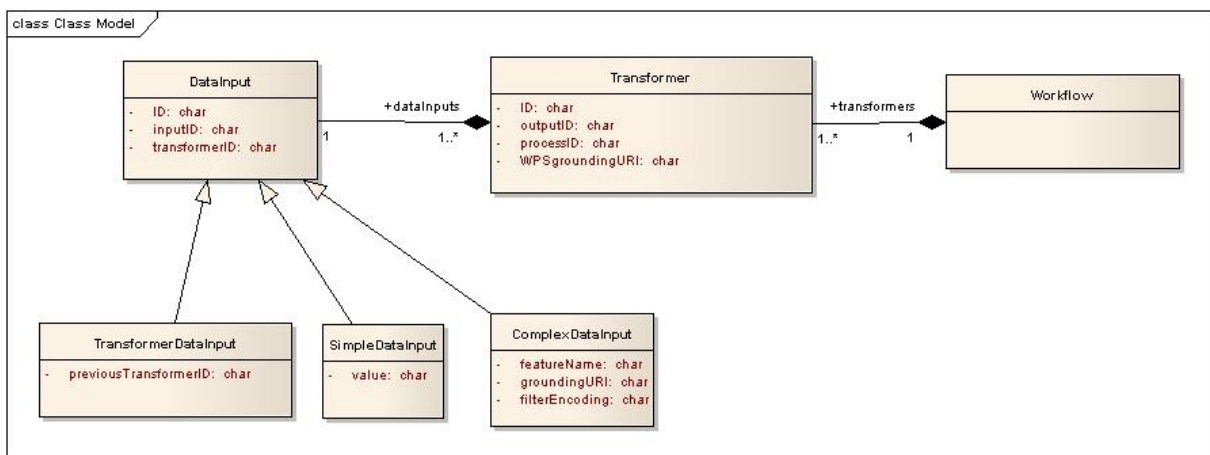 class Class Model
DataInput
- ID: char
- inputID: char
- transformerID: char
+dataInputs
1
1..*
Transformer
- ID: char
- outputID: char
- processID: char
- WPSgroundingURI: char
+transformers
1..*
1
Workflow
TransformerDataInput
- previousTransformerID: char
SimpleDataInput
- value: char
ComplexDataInput
- featureName: char
- groundingURI: char
- filterEncoding: char